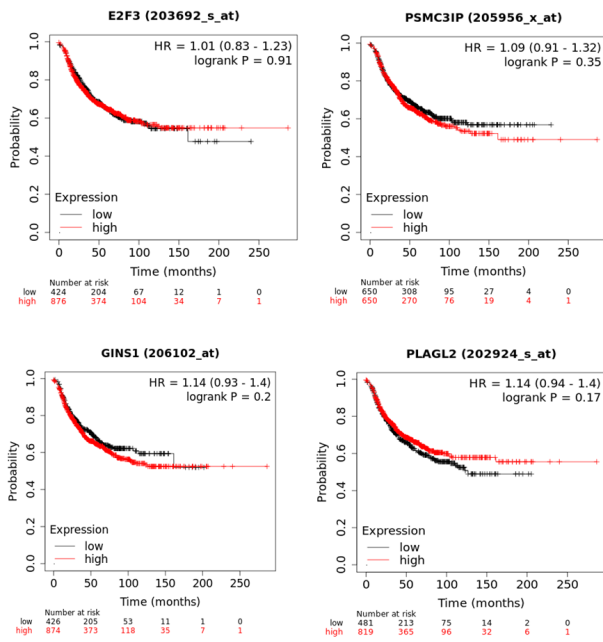 E2F3 (203692_s_at)
HR = 1.01 (0.83 - 1.23)
logrank P = 0.91
Probability
1.0
0.8
0.6
0.4
0.2
0.0
Expression
low
high
0 50 100 150 200 250
Time (months)
Number at risk
low 424 204 67 12 1 0
high 876 374 104 34 7 1
PSMC3IP (205956_x_at)
HR = 1.09 (0.91 - 1.32)
logrank P = 0.35
Probability
1.0
0.8
0.6
0.4
0.2
0.0
Expression
low
high
0 50 100 150 200 250
Time (months)
Number at risk
low 650 308 95 27 4 0
high 650 270 76 19 4 1
GINS1 (206102_at)
HR = 1.14 (0.93 - 1.4)
logrank P = 0.2
Probability
1.0
0.8
0.6
0.4
0.2
0.0
Expression
low
high
0 50 100 150 200 250
Time (months)
Number at risk
low 426 205 53 11 1 0
high 874 373 118 35 7 1
PLAGL2 (202924_s_at)
HR = 1.14 (0.94 - 1.4)
logrank P = 0.17
Probability
1.0
0.8
0.6
0.4
0.2
0.0
Expression
low
high
0 50 100 150 200 250
Time (months)
Number at risk
low 481 213 75 14 2 0
high 819 365 96 32 6 1